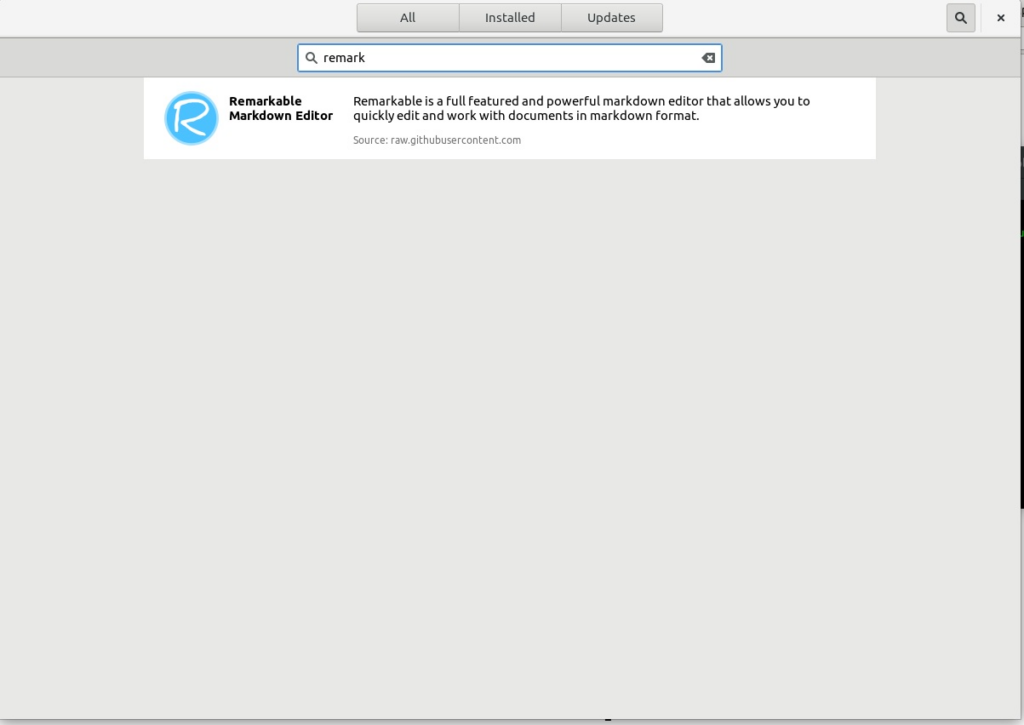 All Installed Updates
remark
Remarkable
Markdown Editor
Remarkable is a full featured and powerful markdown editor that allows you to
quickly edit and work with documents in markdown format.
Source: raw.githubusercontent.com